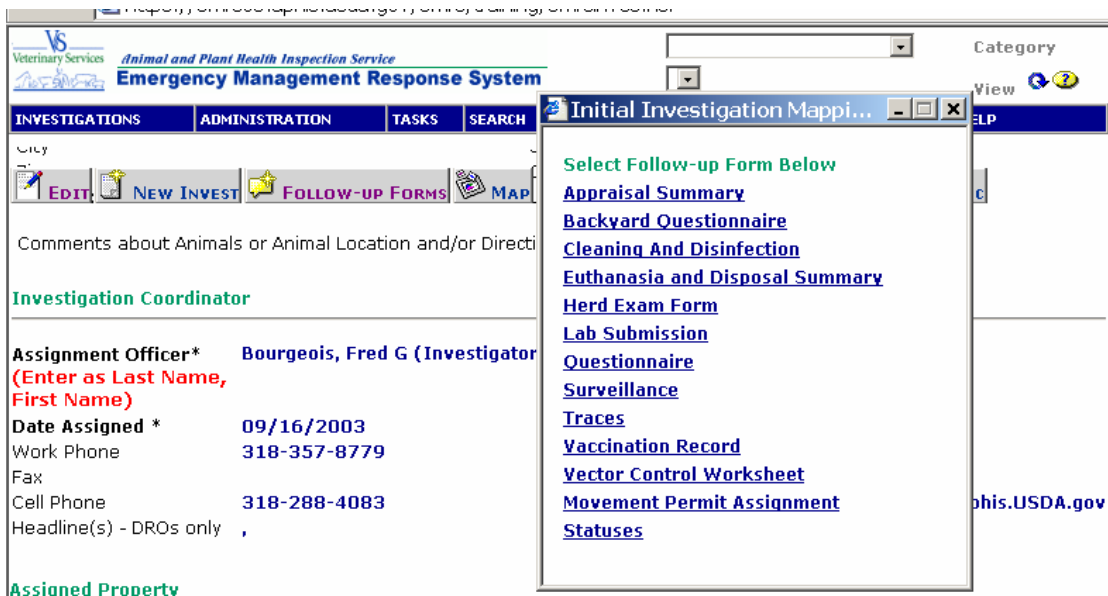 VS
Veterinary Services
Animal and Plant Health Inspection Service
Emergency Management Response System
Category
View
INVESTIGATIONS ADMINISTRATION TASKS SEARCH
City
EDIT NEW INVEST FOLLOW-UP FORMS MAP
Comments about Animals or Animal Location and/or Directi
Investigation Coordinator
Assignment Officer* Bourgeois, Fred G (Investigator
(Enter as Last Name,
First Name)
Date Assigned * 09/16/2003
Work Phone 318-357-8779
Fax
Cell Phone 318-288-4083 phis.USDA.gov
Headline(s) - DROs only ,
Assigned Property
Initial Investigation Mappi...
Select Follow-up Form Below
Appraisal Summary
Backyard Questionnaire
Cleaning And Disinfection
Euthanasia and Disposal Summary
Herd Exam Form
Lab Submission
Questionnaire
Surveillance
Traces
Vaccination Record
Vector Control Worksheet
Movement Permit Assignment
Statuses